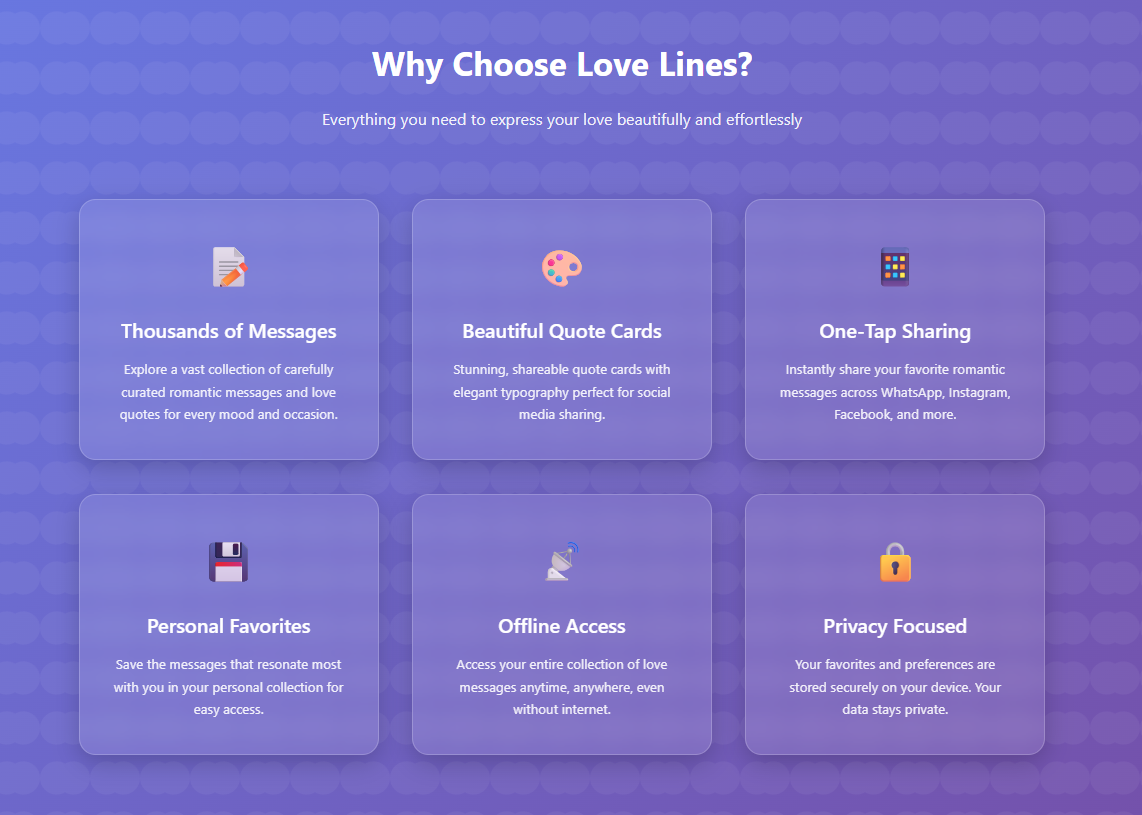 Why Choose Love Lines?
Everything you need to express your love beautifully and effortlessly
Thousands of Messages
Explore a vast collection of carefully
curated romantic messages and love
quotes for every mood and occasion.
Beautiful Quote Cards
Stunning, shareable quote cards with
elegant typography perfect for social
media sharing.
One-Tap Sharing
Instantly share your favorite romantic
messages across WhatsApp, Instagram,
Facebook, and more.
Personal Favorites
Save the messages that resonate most
with you in your personal collection for
easy access.
Offline Access
Access your entire collection of love
messages anytime, anywhere, even
without internet.
Privacy Focused
Your favorites and preferences are
stored securely on your device. Your
data stays private.